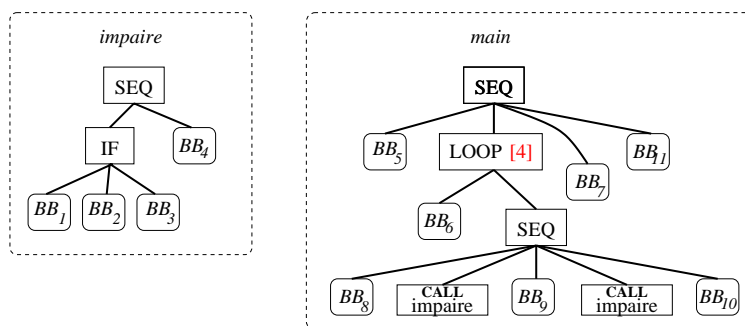 impaire
SEQ
IF
BB4
BB1 BB2 BB3
main
SEQ
BB5
LOOP [4]
BB7
BB11
BB6
SEQ
BB8
CALL
impaire
BB9
CALL
impaire
BB10